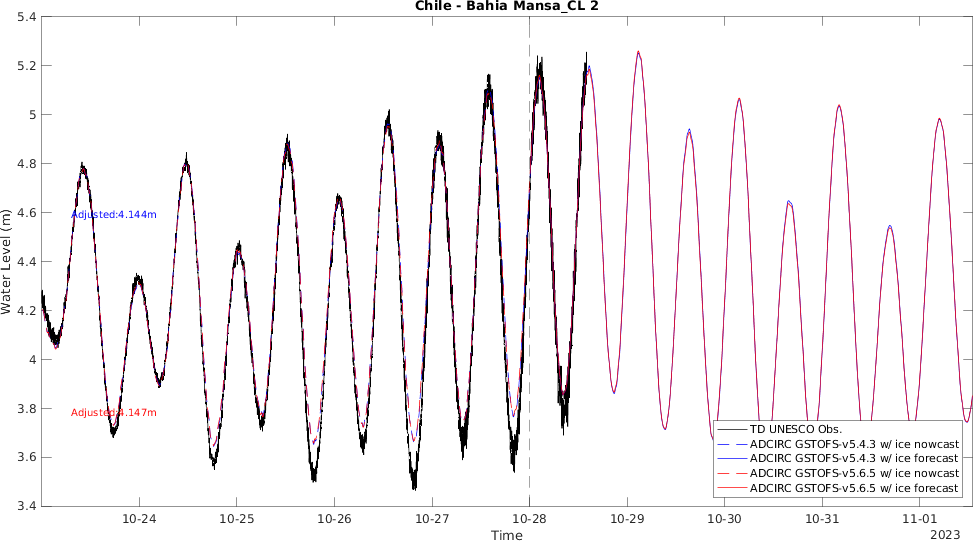 Chile - Bahia Mansa_CL 2
5.4
5.2
5
4.8
4.6
4.4
4.2
4
3.8
3.6
3.4
Water Level (m)
Adjusted:4.144m
Adjusted:4.147m
TD UNESCO Obs.
ADCIRC GSTOFS-v5.4.3 w/ ice nowcast
ADCIRC GSTOFS-v5.4.3 w/ ice forecast
ADCIRC GSTOFS-v5.6.5 w/ ice nowcast
ADCIRC GSTOFS-v5.6.5 w/ ice forecast
10-24 10-25 10-26 10-27 10-28 10-29 10-30 10-31 11-01
Time
2023